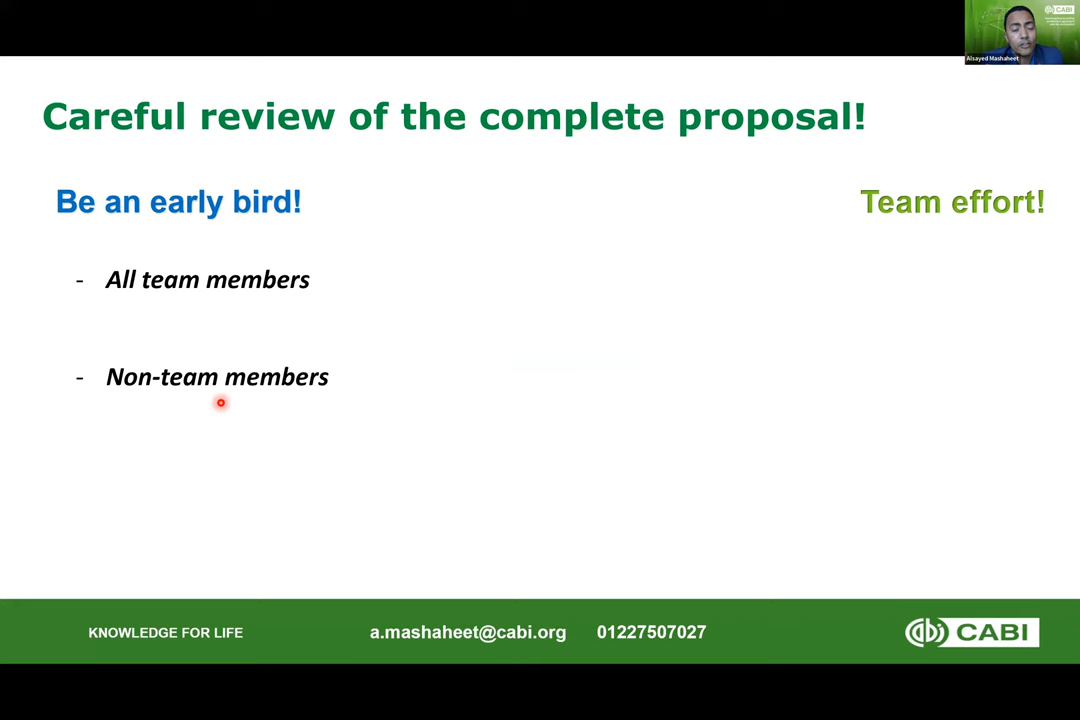 CABI
Alsayed Mashaheet
Careful review of the complete proposal!
Be an early bird!
Team effort!
- All team members
- Non-team members
KNOWLEDGE FOR LIFE
a.mashaheet@cabi.org 01227507027
CABI